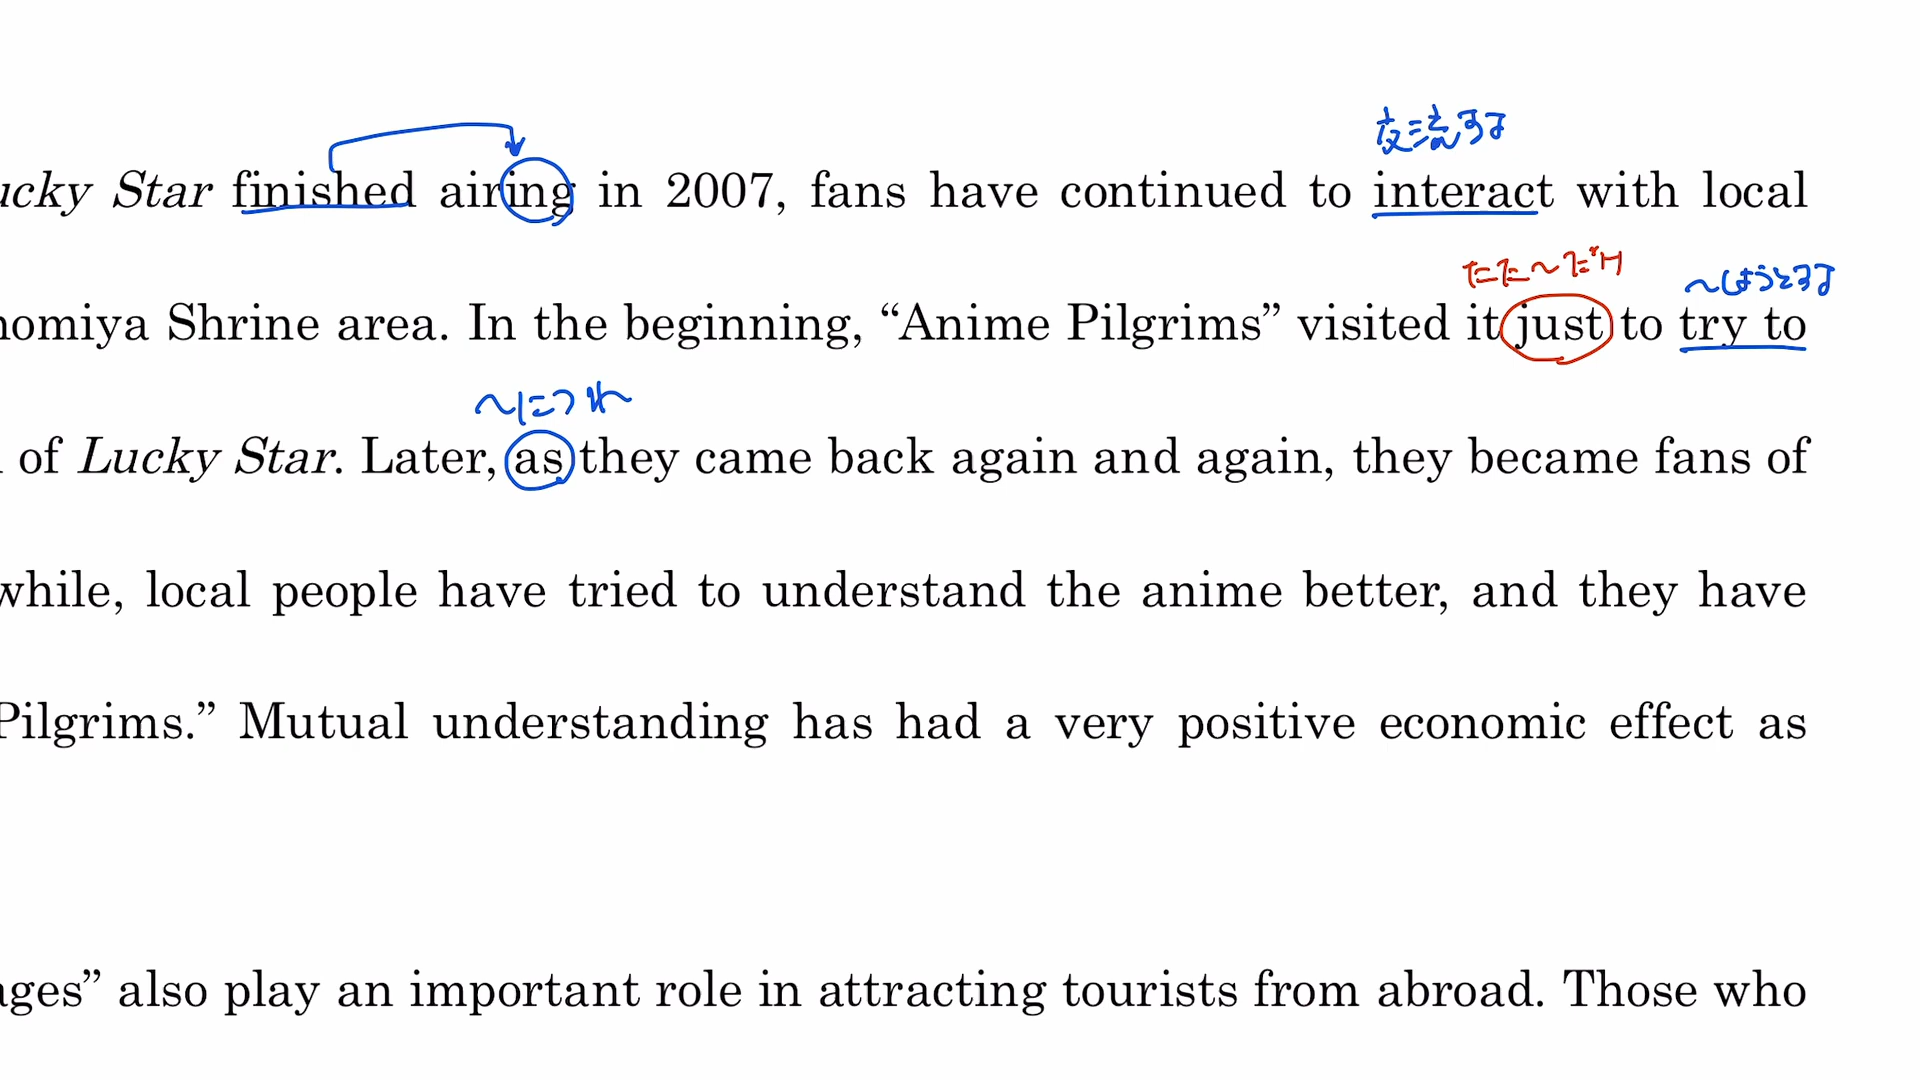 交流する
ucky Star finished airing in 2007, fans have continued to interact with local
ただ〜だけ 〜しようとする
nomiya Shrine area. In the beginning, “Anime Pilgrims” visited it just to try to
〜につれ
of Lucky Star. Later, as they came back again and again, they became fans of
while, local people have tried to understand the anime better, and they have
Pilgrims.” Mutual understanding has had a very positive economic effect as
ages” also play an important role in attracting tourists from abroad. Those who